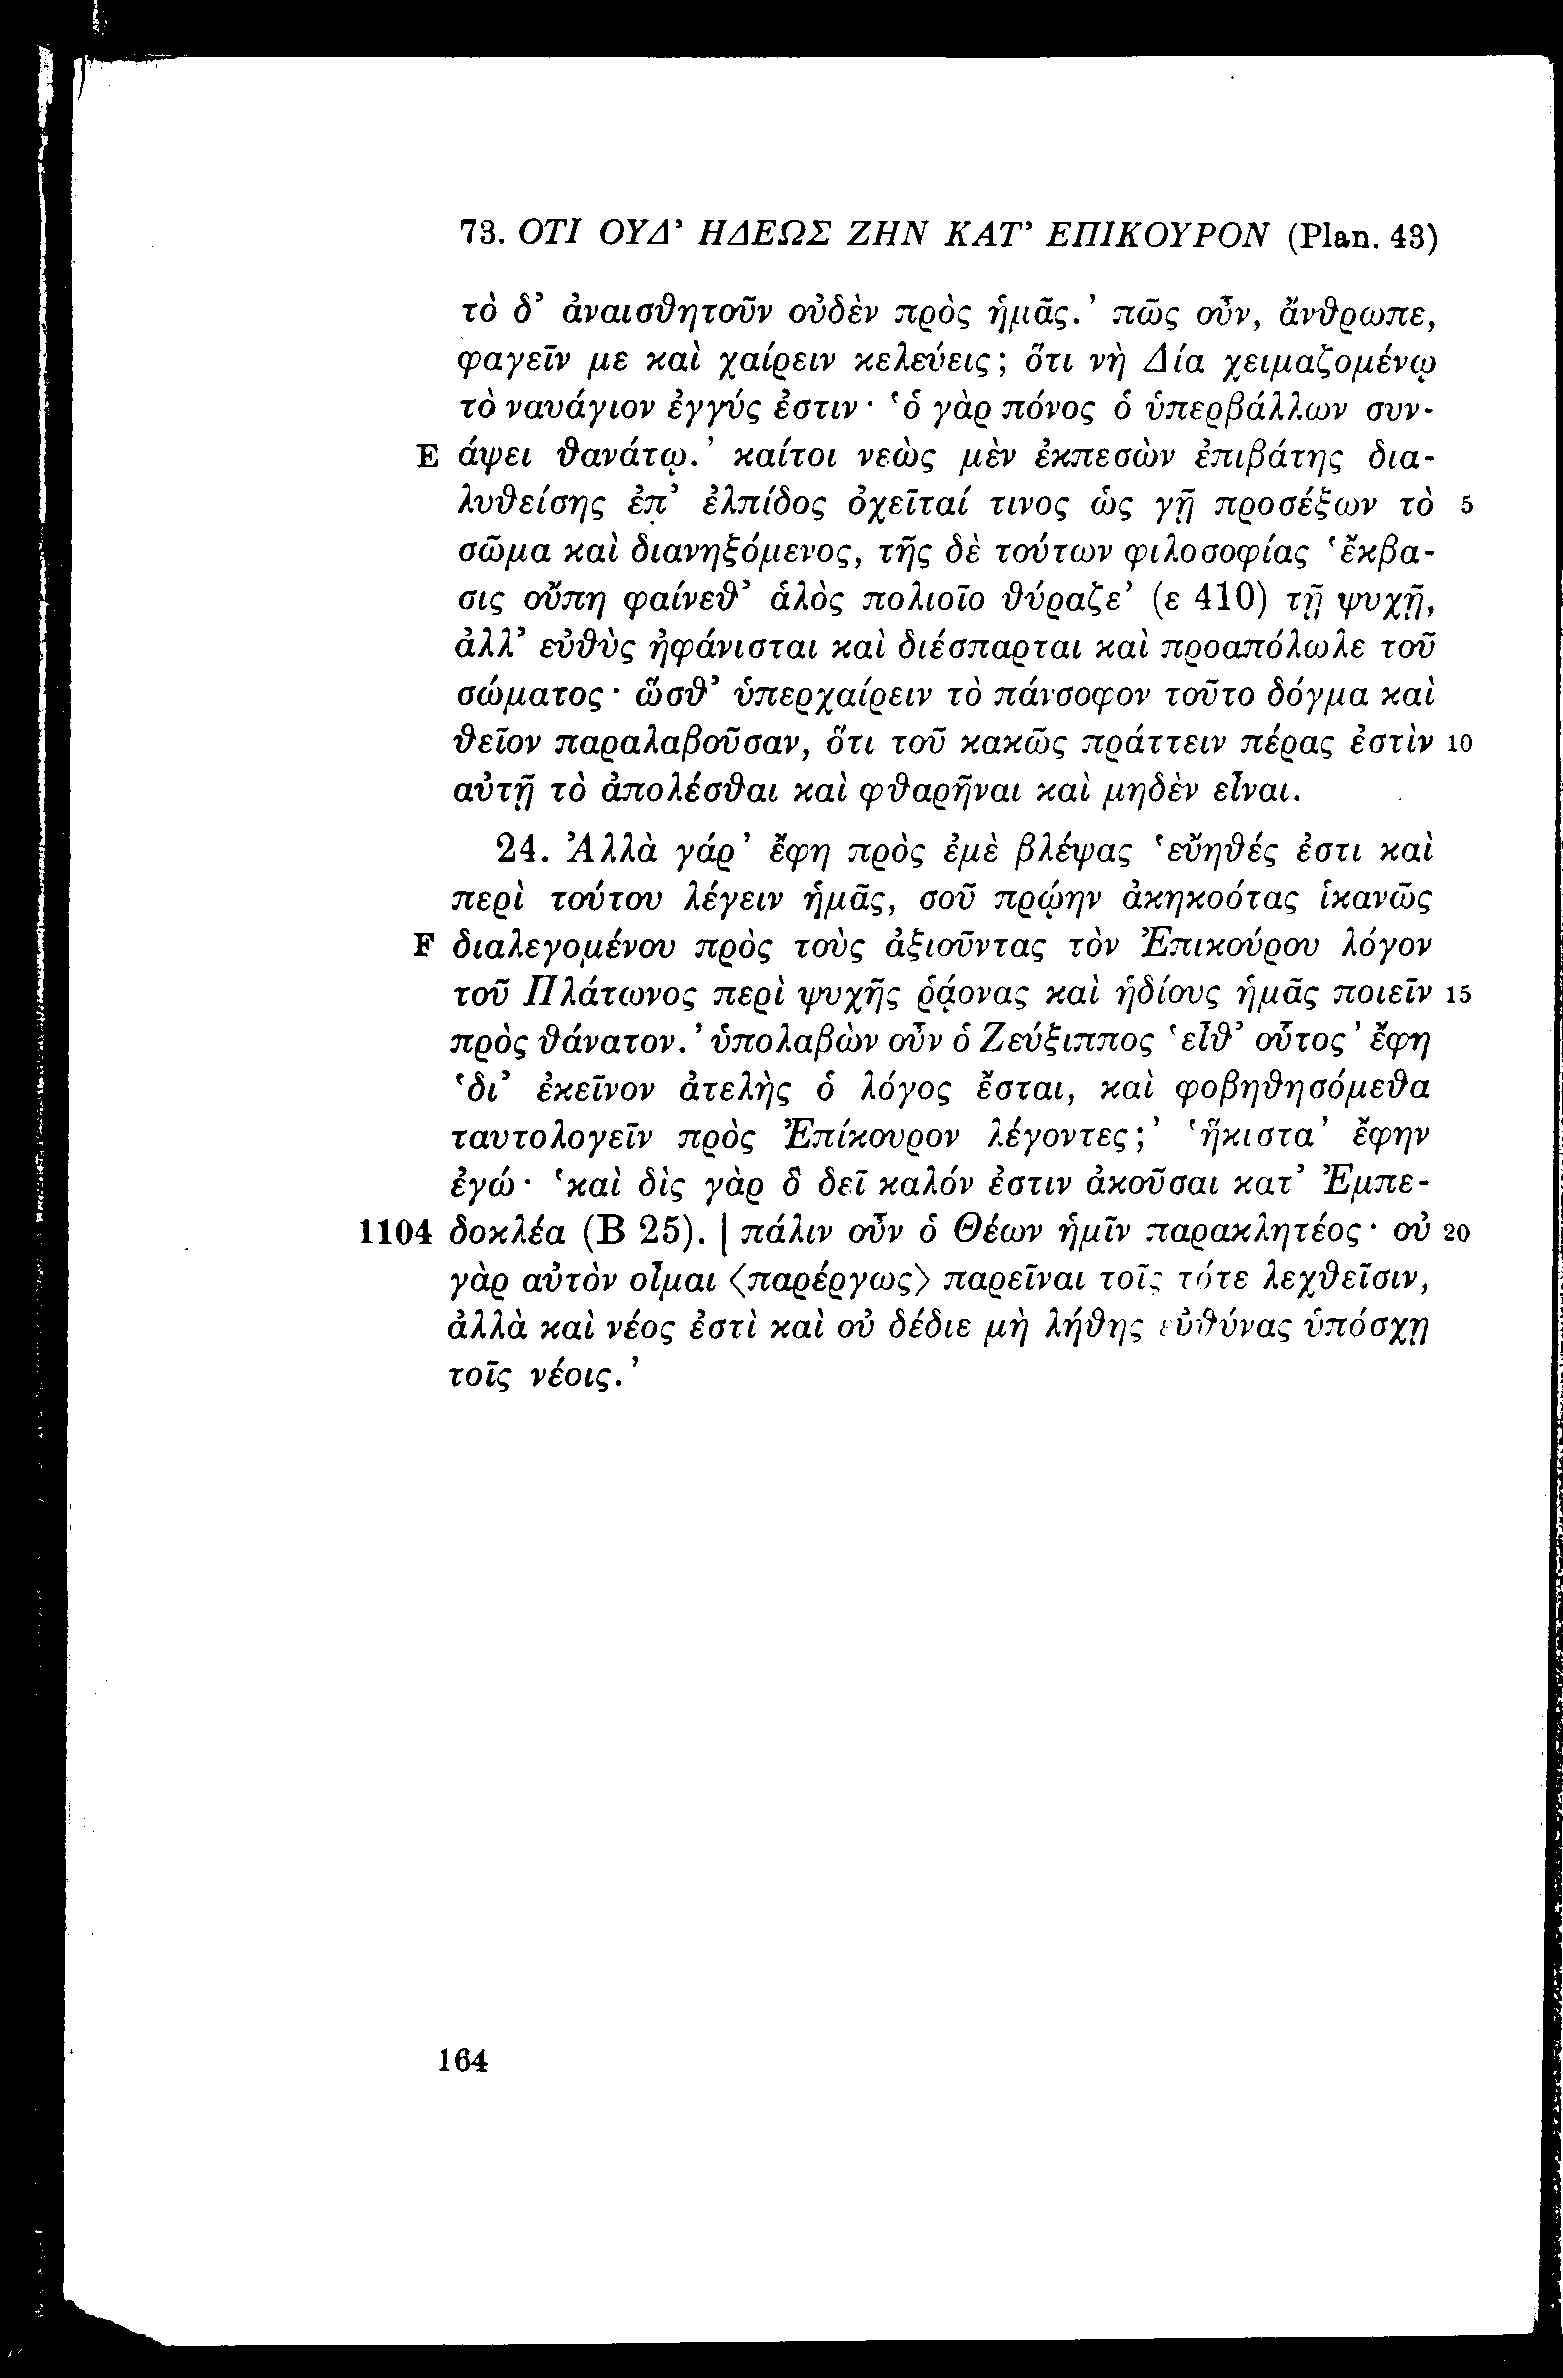 73. ΟΤΙ ΟΥΔ’ ΗΔΕΩΣ ΖΗΝ ΚΑΤ’ ΕΠΙΚΟΥΡΟΝ (Plan. 43)
τὸ δ’ ἀναισθητοῦν οὐδὲν πρὸς ἡμᾶς.’ πῶς οὖν, ἄνθρωπε,
φαγεῖν με καὶ χαίρειν κελεύεις; ὅτι νὴ Δία χειμαζομένῳ
τὸ ναυάγιον ἐγγύς ἐστιν· ‘ὁ γὰρ πόνος ὁ ὑπερβάλλων συν-
E άψει θανάτῳ.’ καίτοι νεὼς μὲν ἐκπεσὼν ἐπιβάτης δια-
λυθείσης ἐπ’ ἐλπίδος ὀχεῖταί τινος ὡς γῇ προσέξων τὸ 5
σῶμα καὶ διανηξόμενος, τῆς δὲ τούτων φιλοσοφίας ‘ἔκβα-
σις οὔπη φαίνεθ’ ἁλὸς πολιοῖο θύραζε’ (ε 410) τῇ ψυχῇ,
ἀλλ’ εὐθὺς ἠφάνισται καὶ διέσπαρται καὶ προαπόλωλε τοῦ
σώματος· ὥσθ’ ὑπερχαίρειν τὸ πάνσοφον τοῦτο δόγμα καὶ
θεῖον παραλαβοῦσαν, ὅτι τοῦ κακῶς πράττειν πέρας ἐστὶν 10
αὐτῇ τὸ ἀπολέσθαι καὶ φθαρῆναι καὶ μηδὲν εἶναι.
24. Ἀλλὰ γάρ’ ἔφη πρὸς ἐμὲ βλέψας ‘εὔηθές ἐστι καὶ
περὶ τούτου λέγειν ἡμᾶς, σοῦ πρῴην ἀκηκοότας ἱκανῶς
F διαλεγομένου πρὸς τοὺς ἀξιοῦντας τὸν Ἐπικούρου λόγον
τοῦ Πλάτωνος περὶ ψυχῆς ῥᾴονας καὶ ἡδίους ἡμᾶς ποιεῖν 15
πρὸς θάνατον.’ ὑπολαβὼν οὖν ὁ Ζεύξιππος ‘εἶθ’ οὗτος’ ἔφη
‘δι’ ἐκεῖνον ἀτελὴς ὁ λόγος ἔσται, καὶ φοβηθησόμεθα
ταυτολογεῖν πρὸς Ἐπίκουρον λέγοντες;’ ‘ἥκιστα’ ἔφην
ἐγώ· ‘καὶ δὶς γὰρ ὃ δεῖ καλόν ἐστιν ἀκοῦσαι κατ’ Ἐμπε-
1104 δοκλέα (B 25). | πάλιν οὖν ὁ Θέων ἡμῖν παρακλητέος· οὐ 20
γὰρ αὐτὸν οἶμαι ⟨παρέργως⟩ παρεῖναι τοῖς τότε λεχθεῖσιν,
ἀλλὰ καὶ νέος ἐστὶ καὶ οὐ δέδιε μὴ λήθης εὐθύνας ὑπόσχῃ
τοῖς νέοις.’
164